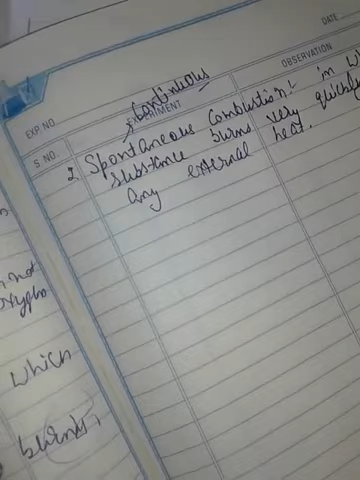 DATE
continuous
EXP. NO
EXPERIMENT
OBSERVATION
S. NO.
2 Spontaneous Combustion: in
substance burns very quickly
any external heat.
not
which
burnt,